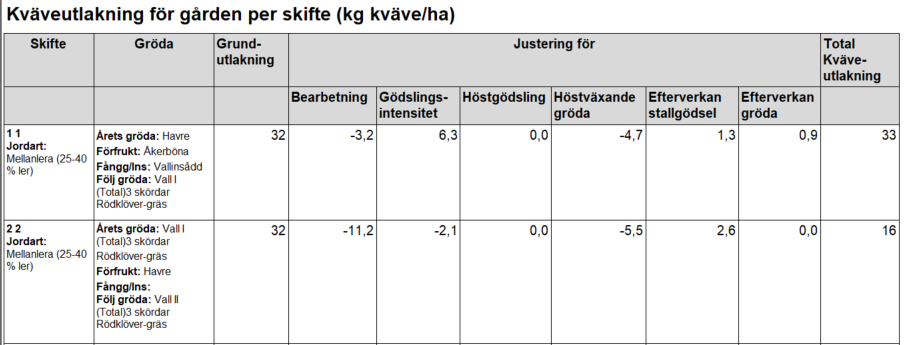 Kväveutlakning för gården per skifte (kg kväve/ha)
Skifte Gröda Grund-utlakning Justering för Total Kväve-utlakning
Bearbetning Gödslings-intensitet Höstgödsling Höstväxande gröda Efterverkan stallgödsel Efterverkan gröda
1 1 Årets gröda: Havre 32 -3,2 6,3 0,0 -4,7 1,3 0,9 33
Jordart: Förfrukt: Åkerböna
Mellanlera (25-40 Fångg/Ins: Vallinsådd
% ler) Följ gröda: Vall I
(Total)3 skördar
Rödklöver-gräs
2 2 Årets gröda: Vall I 32 -11,2 -2,1 0,0 -5,5 2,6 0,0 16
Jordart: (Total)3 skördar
Mellanlera (25-40 Rödklöver-gräs
% ler) Förfrukt: Havre
Fångg/Ins:
Följ gröda: Vall II
(Total)3 skördar
Rödklöver-gräs